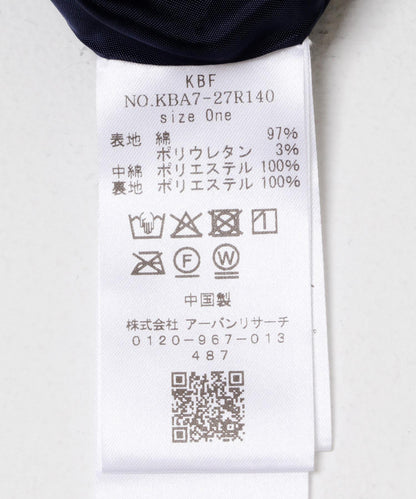 KBF
NO.KBA7-27R140
size One
表地 綿 97%
ポリウレタン 3%
中綿 ポリエステル 100%
裏地 ポリエステル 100%
F W
中国製
株式会社 アーバンリサーチ
0120-967-013
487